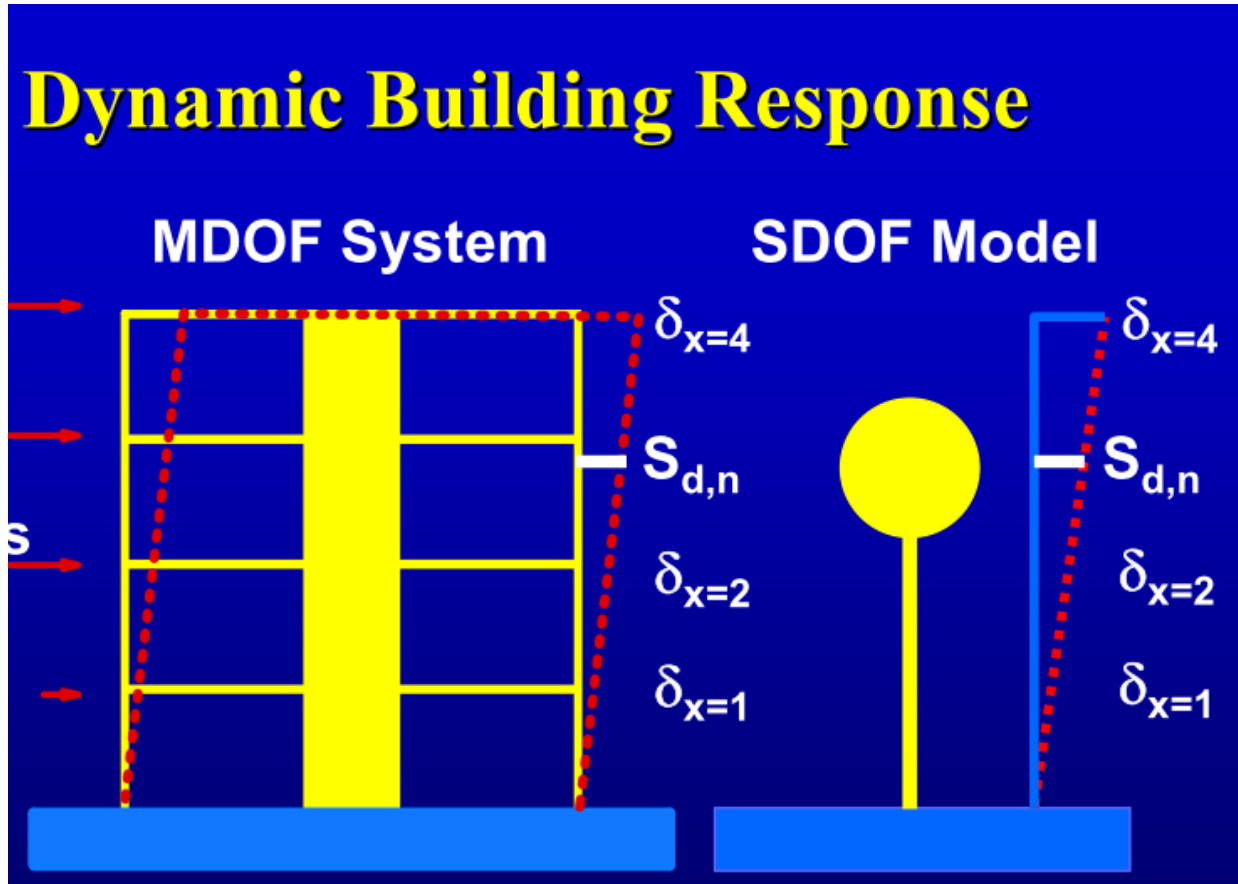 Dynamic Building Response
MDOF System
SDOF Model
δx=4
δx=4
Sd,n
Sd,n
s
δx=2
δx=2
δx=1
δx=1